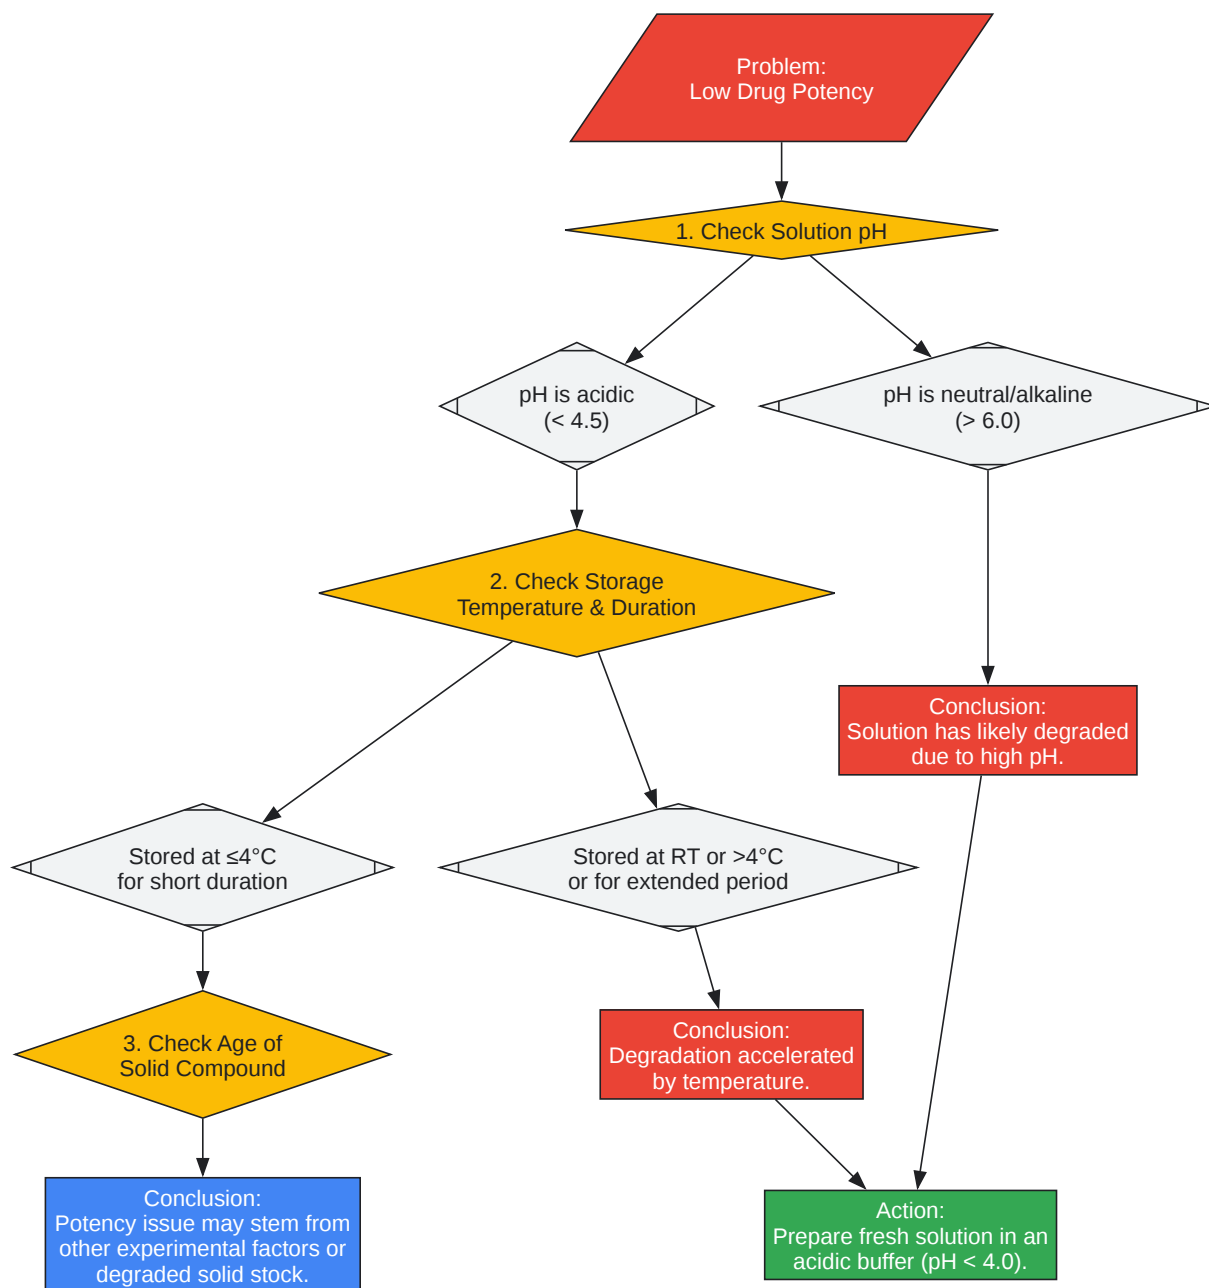 Problem:
Low Drug Potency
1. Check Solution pH
pH is acidic
(< 4.5)
pH is neutral/alkaline
(> 6.0)
2. Check Storage
Temperature & Duration
Conclusion:
Solution has likely degraded
due to high pH.
Stored at ≤4°C
for short duration
Stored at RT or >4°C
or for extended period
3. Check Age of
Solid Compound
Conclusion:
Degradation accelerated
by temperature.
Conclusion:
Potency issue may stem from
other experimental factors or
degraded solid stock.
Action:
Prepare fresh solution in an
acidic buffer (pH < 4.0).